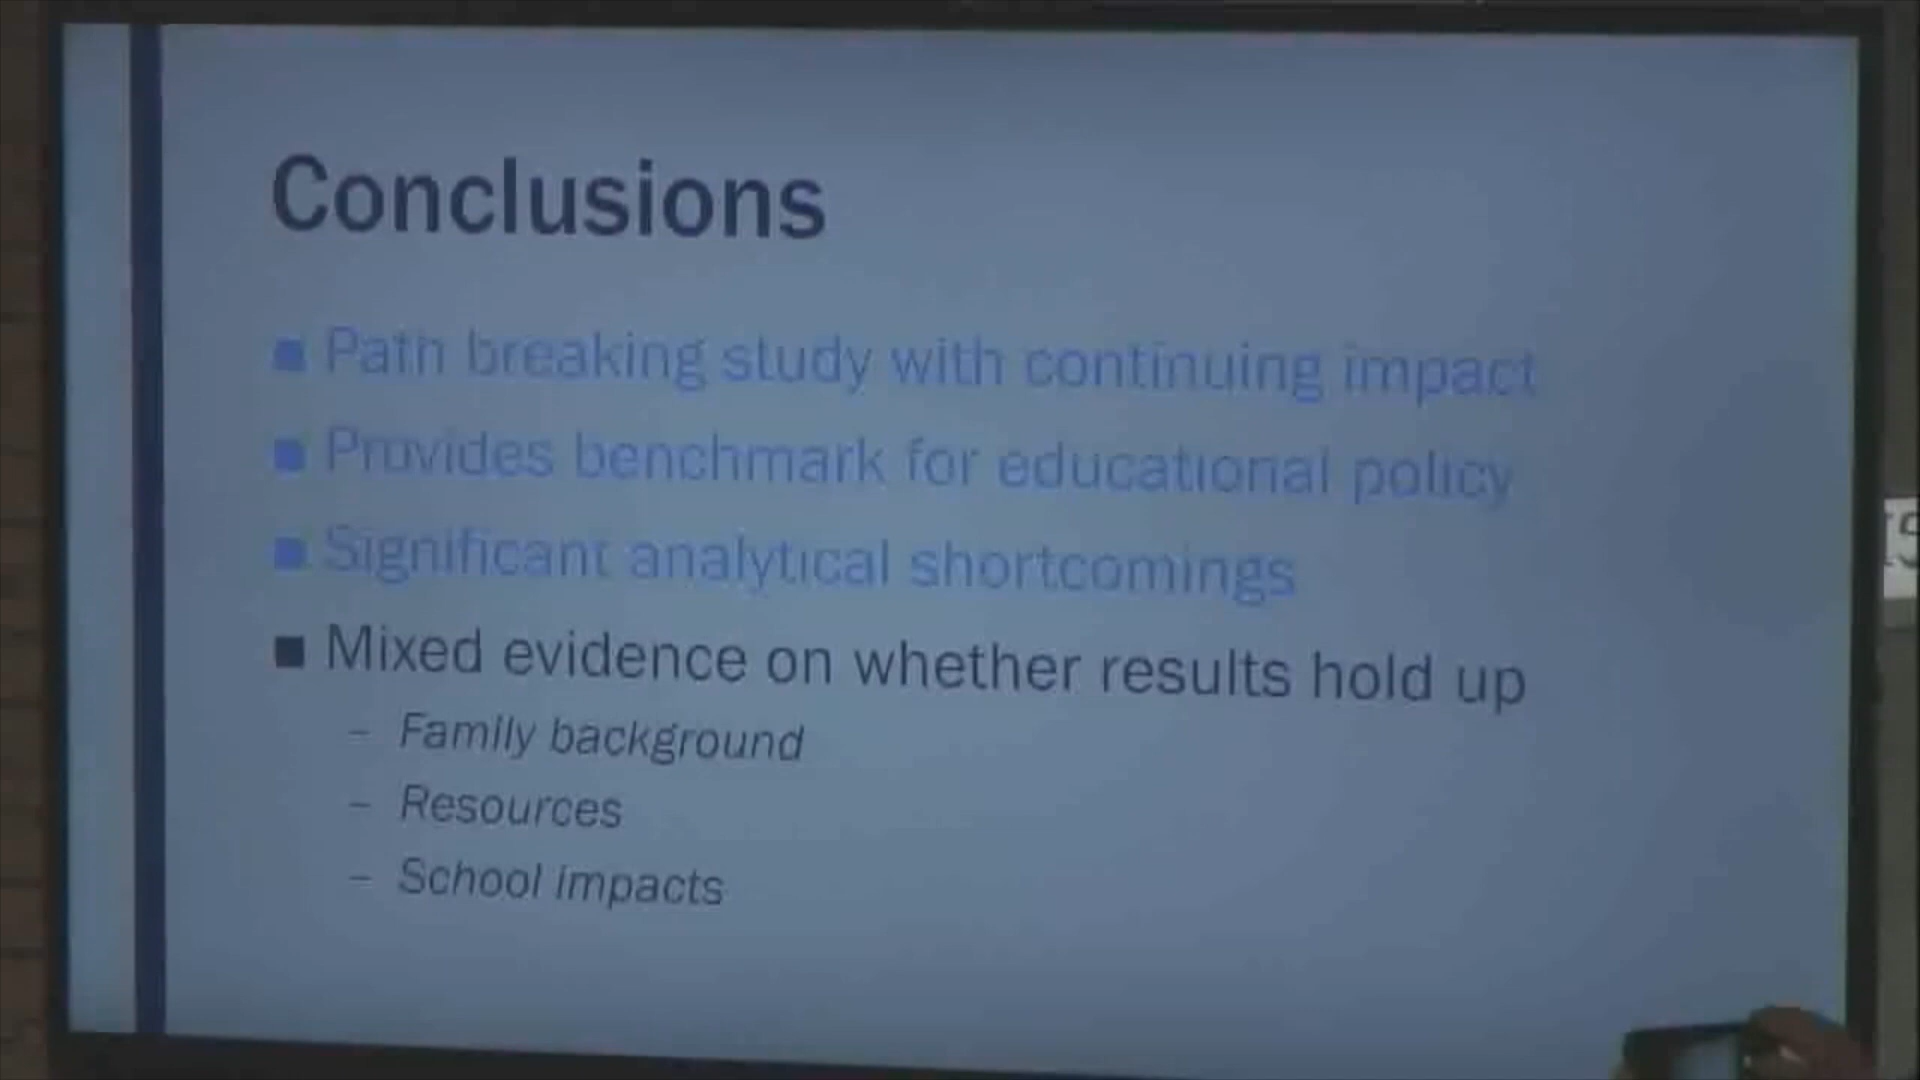 Conclusions
■ Path breaking study with continuing impact
■ Provides benchmark for educational policy
■ Significant analytical shortcomings
■ Mixed evidence on whether results hold up
– Family background
– Resources
– School impacts